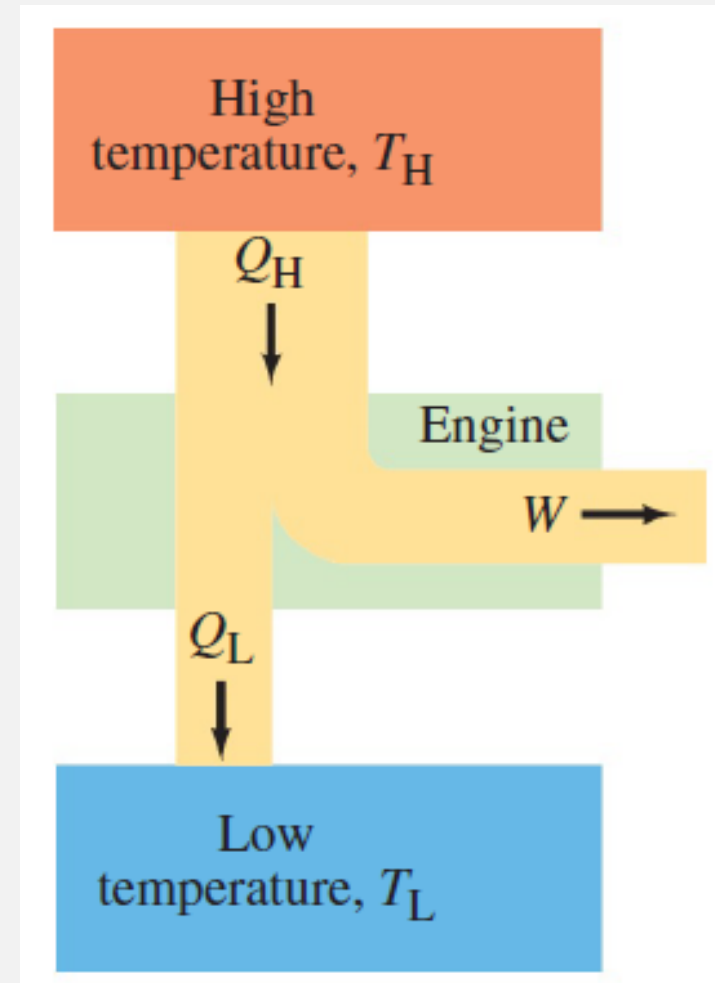 High
temperature, T_H
Q_H
Engine
W
Q_L
Low
temperature, T_L